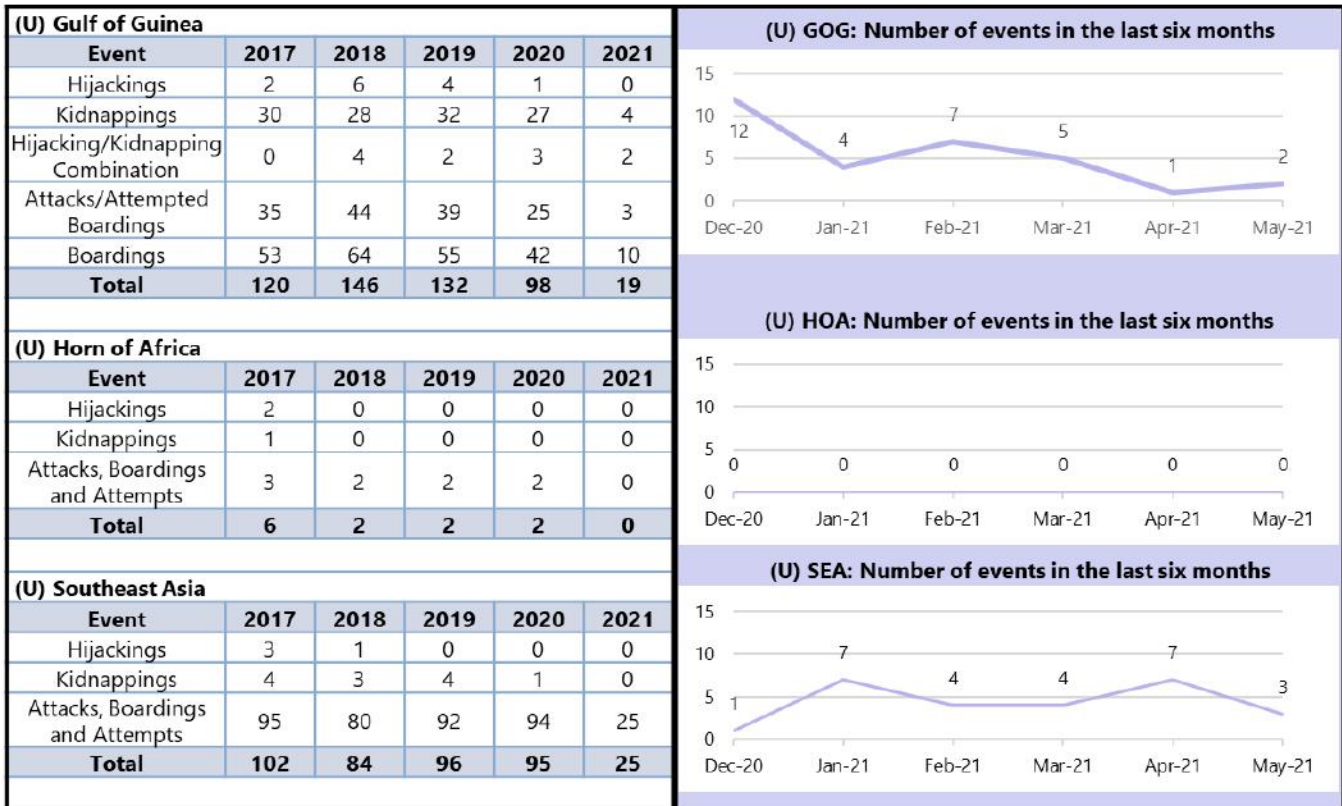 (U) Gulf of Guinea
Event 2017 2018 2019 2020 2021
Hijackings 2 6 4 1 0
Kidnappings 30 28 32 27 4
Hijacking/Kidnapping
Combination 0 4 2 3 2
Attacks/Attempted
Boardings 35 44 39 25 3
Boardings 53 64 55 42 10
Total 120 146 132 98 19
(U) Horn of Africa
Event 2017 2018 2019 2020 2021
Hijackings 2 0 0 0 0
Kidnappings 1 0 0 0 0
Attacks, Boardings
and Attempts 3 2 2 2 0
Total 6 2 2 2 0
(U) Southeast Asia
Event 2017 2018 2019 2020 2021
Hijackings 3 1 0 0 0
Kidnappings 4 3 4 1 0
Attacks, Boardings
and Attempts 95 80 92 94 25
Total 102 84 96 95 25
(U) GOG: Number of events in the last six months
15
10
5
0
12 4 7 5 1 2
Dec-20 Jan-21 Feb-21 Mar-21 Apr-21 May-21
(U) HOA: Number of events in the last six months
15
10
5
0
0 0 0 0 0 0
Dec-20 Jan-21 Feb-21 Mar-21 Apr-21 May-21
(U) SEA: Number of events in the last six months
15
10
5
0
1 7 4 4 7 3
Dec-20 Jan-21 Feb-21 Mar-21 Apr-21 May-21